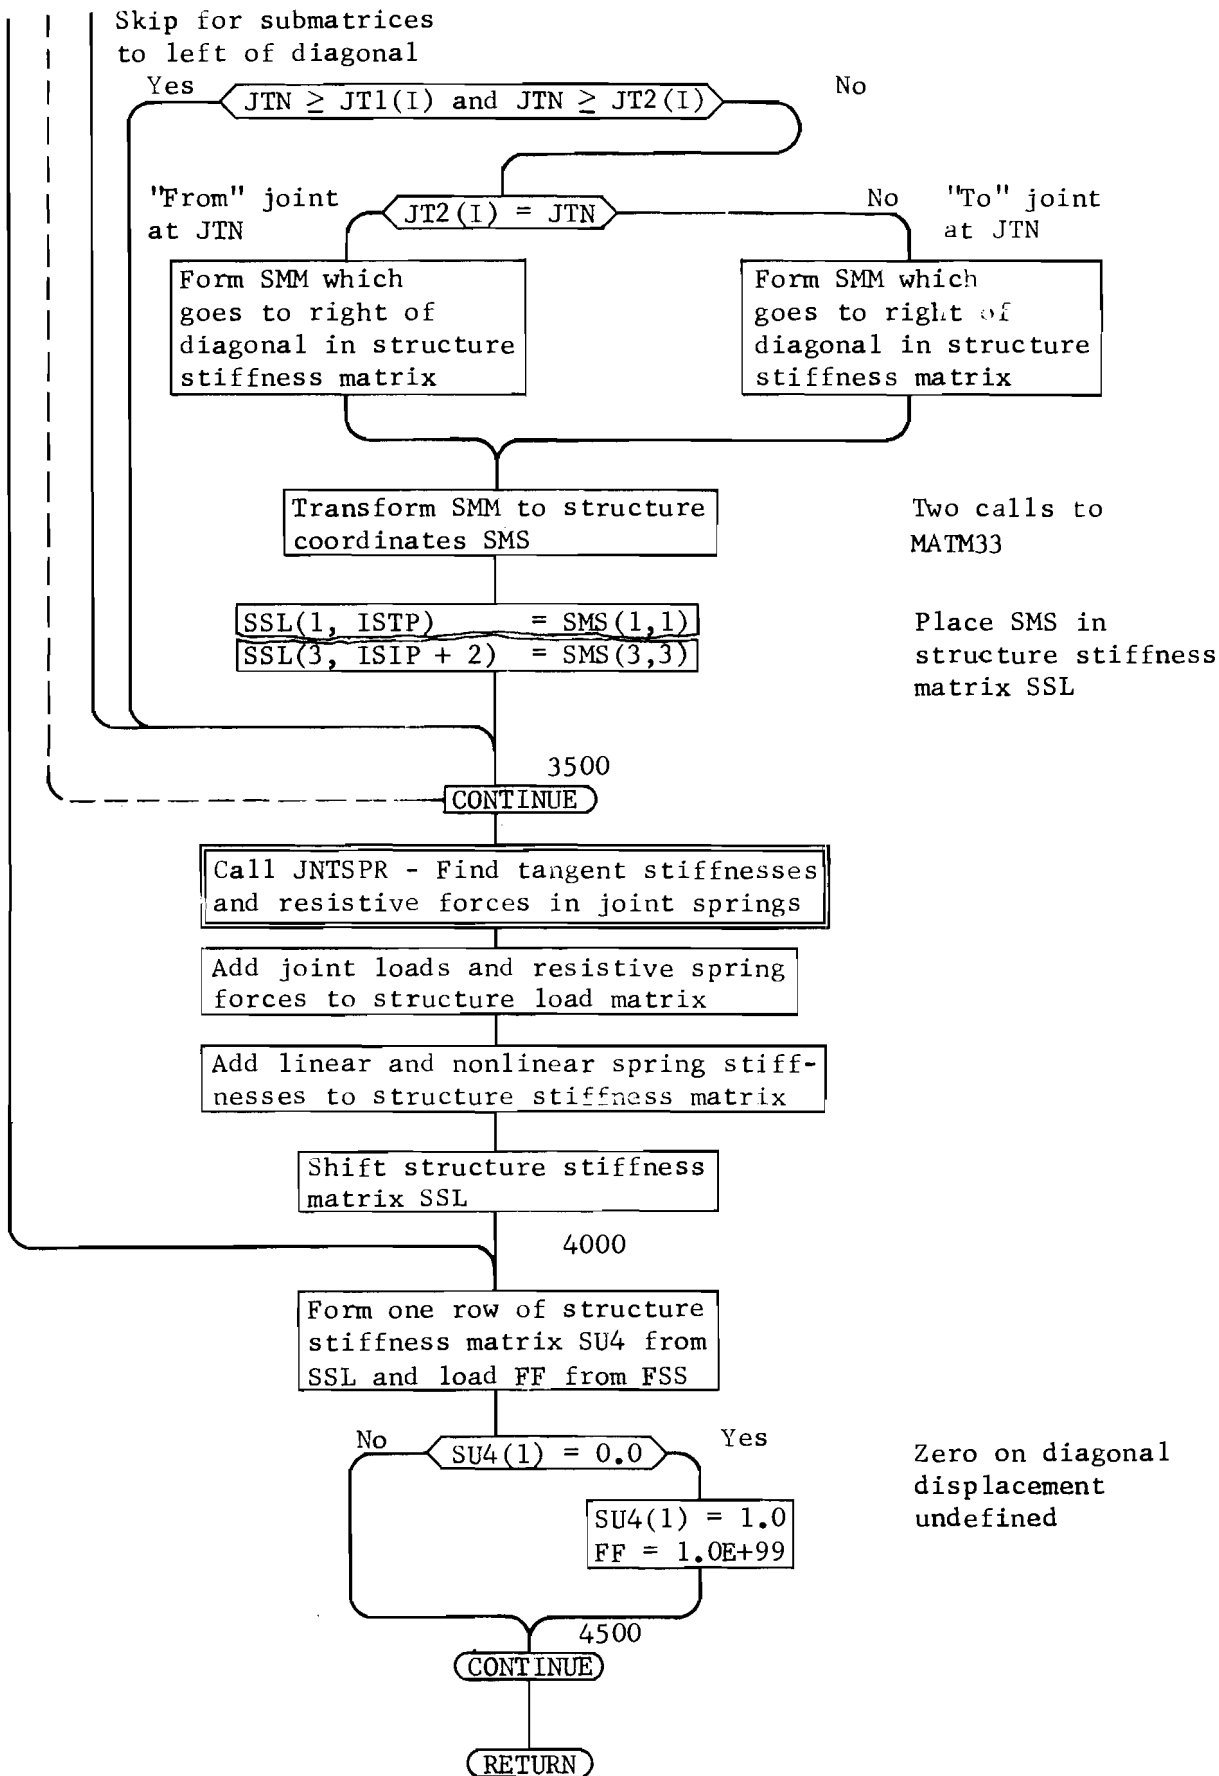 Skip for submatrices
to left of diagonal
Yes
JTN ≥ JT1(I) and JTN ≥ JT2(I)
No
"From" joint
at JTN
JT2(I) = JTN
No
"To" joint
at JTN
Form SMM which
goes to right of
diagonal in structure
stiffness matrix
Form SMM which
goes to right of
diagonal in structure
stiffness matrix
Transform SMM to structure
coordinates SMS
Two calls to
MATM33
SSL(1, ISTP) = SMS(1,1)
SSL(3, ISIP + 2) = SMS(3,3)
Place SMS in
structure stiffness
matrix SSL
3500
CONTINUE
Call JNTSPR - Find tangent stiffnesses
and resistive forces in joint springs
Add joint loads and resistive spring
forces to structure load matrix
Add linear and nonlinear spring stiff-
nesses to structure stiffness matrix
Shift structure stiffness
matrix SSL
4000
Form one row of structure
stiffness matrix SU4 from
SSL and load FF from FSS
No
SU4(1) = 0.0
Yes
Zero on diagonal
displacement
undefined
SU4(1) = 1.0
FF = 1.0E+99
4500
CONTINUE
RETURN